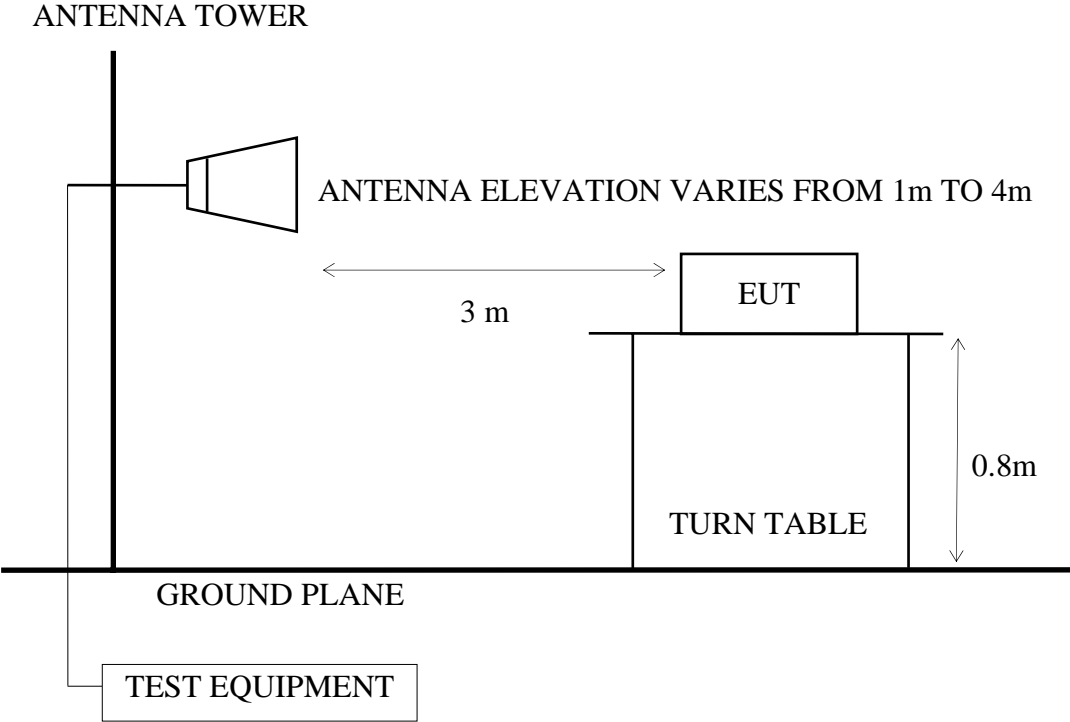 ANTENNA TOWER
ANTENNA ELEVATION VARIES FROM 1m TO 4m
EUT
3 m
0.8m
TURN TABLE
GROUND PLANE
TEST EQUIPMENT